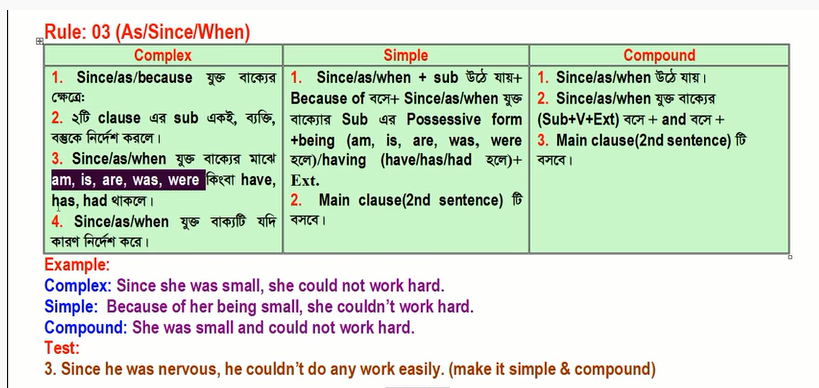 Rule: 03 (As/Since/When)
Complex
1. Since/as/because যুক্ত বাক্যের
ক্ষেত্রে:
2. ২টি clause এর sub একই, ব্যক্তি,
বস্তুকে নির্দেশ করলে।
3. Since/as/when যুক্ত বাক্যের মাঝে
am, is, are, was, were কিংবা have,
has, had থাকলে।
4. Since/as/when যুক্ত বাক্যটি যদি
কারণ নির্দেশ করে।
Simple
1. Since/as/when + sub উঠে যায়+
Because of বসে+ Since/as/when যুক্ত
বাক্যের Sub এর Possessive form
+being (am, is, are, was, were
হলে)/having (have/has/had হলে)+
Ext.
2. Main clause(2nd sentence) টি
বসবে।
Compound
1. Since/as/when উঠে যায়।
2. Since/as/when যুক্ত বাক্যের
(Sub+V+Ext) বসে + and বসে +
3. Main clause(2nd sentence) টি
বসবে।
Example:
Complex: Since she was small, she could not work hard.
Simple: Because of her being small, she couldn't work hard.
Compound: She was small and could not work hard.
Test:
3. Since he was nervous, he couldn't do any work easily. (make it simple & compound)